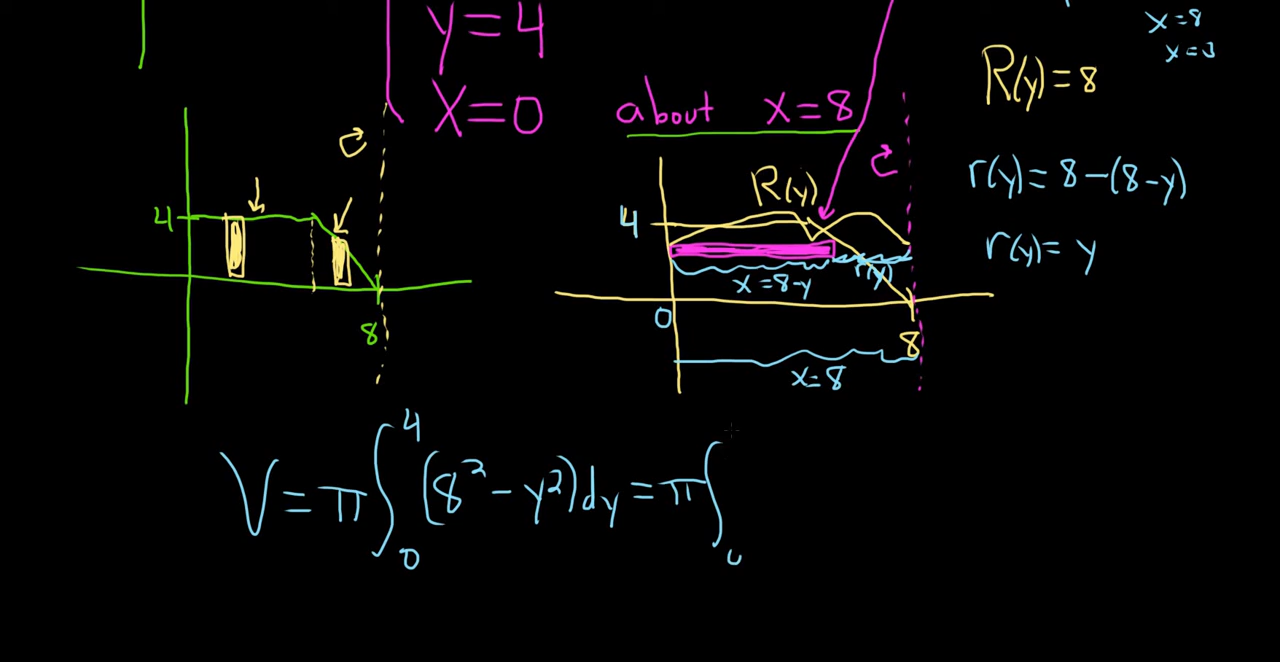 y=4
X=0
about x=8
x=8
x=3
R(y)=8
r(y)=8-(8-y)
r(y)=y
4
8
R(y)
4
x=8-y
r(y)
0
8
x=8
V=π∫₀⁴(8²-y²)dy=π∫₀